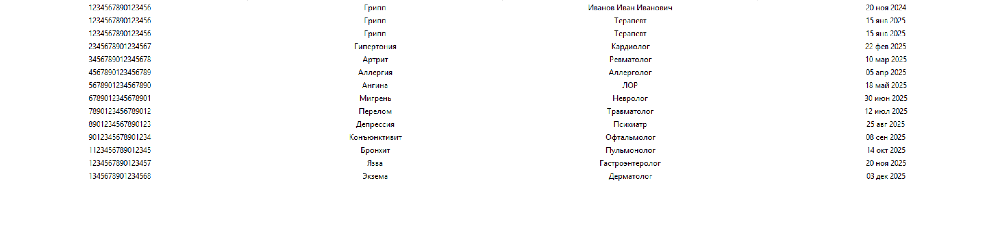 1234567890123456 Грипп Иванов Иван Иванович 20 ноя 2024
1234567890123456 Грипп Терапевт 15 янв 2025
1234567890123456 Грипп Терапевт 15 янв 2025
2345678901234567 Гипертония Кардиолог 22 фев 2025
3456789012345678 Артрит Ревматолог 10 мар 2025
4567890123456789 Аллергия Аллерголог 05 апр 2025
5678901234567890 Ангина ЛОР 18 май 2025
6789012345678901 Мигрень Невролог 30 июн 2025
7890123456789012 Перелом Травматолог 12 июл 2025
8901234567890123 Депрессия Психиатр 25 авг 2025
9012345678901234 Конъюнктивит Офтальмолог 08 сен 2025
1123456789012345 Бронхит Пульмонолог 14 окт 2025
1234567890123457 Язва Гастроэнтеролог 20 ноя 2025
1345678901234568 Экзема Дерматолог 03 дек 2025